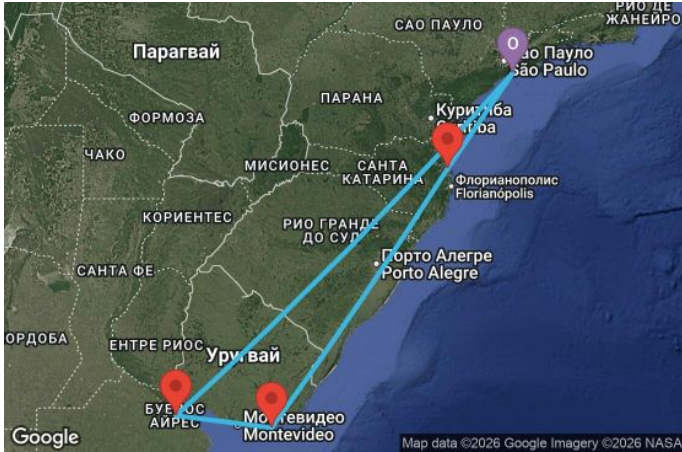 РИО ДЕ
ЖАНЕЙРО
САО ПАУЛО
O
Сао Пауло
São Paulo
Парагвай
ПАРАНА
Куритиба
Curitiba
ФОРМОЗА
ЧАКО
МИСИОНЕС
САНТА
КАТАРИНА
Флорианополис
Florianópolis
КОРИЕНТЕС
РИО ГРАНДЕ
ДО СУЛ
Порто Алегре
Porto Alegre
САНТА ФЕ
ОРДОБА
ЕНТРЕ РИОС
Уругвай
БУЕНОС
АЙРЕС
Монтевидео
Montevideo
Google
Map data ©2026 Google Imagery ©2026 NASA